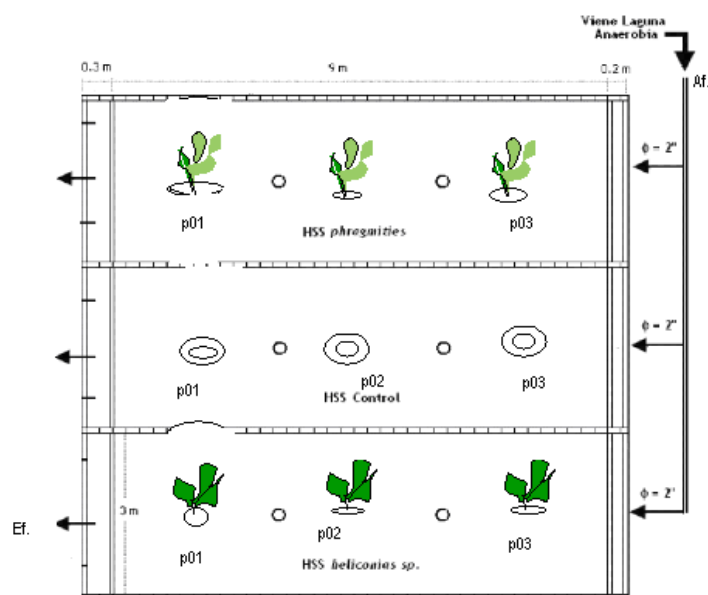 Viene Laguna
Anaerobia
0.3 m
9 m
0.2 m
Af.
ϕ = 2"
p01
p03
HSS phragmities
ϕ = 2"
p01
p02
p03
HSS Control
ϕ = 2"
3 m
Ef.
p01
p02
p03
HSS heliconias sp.